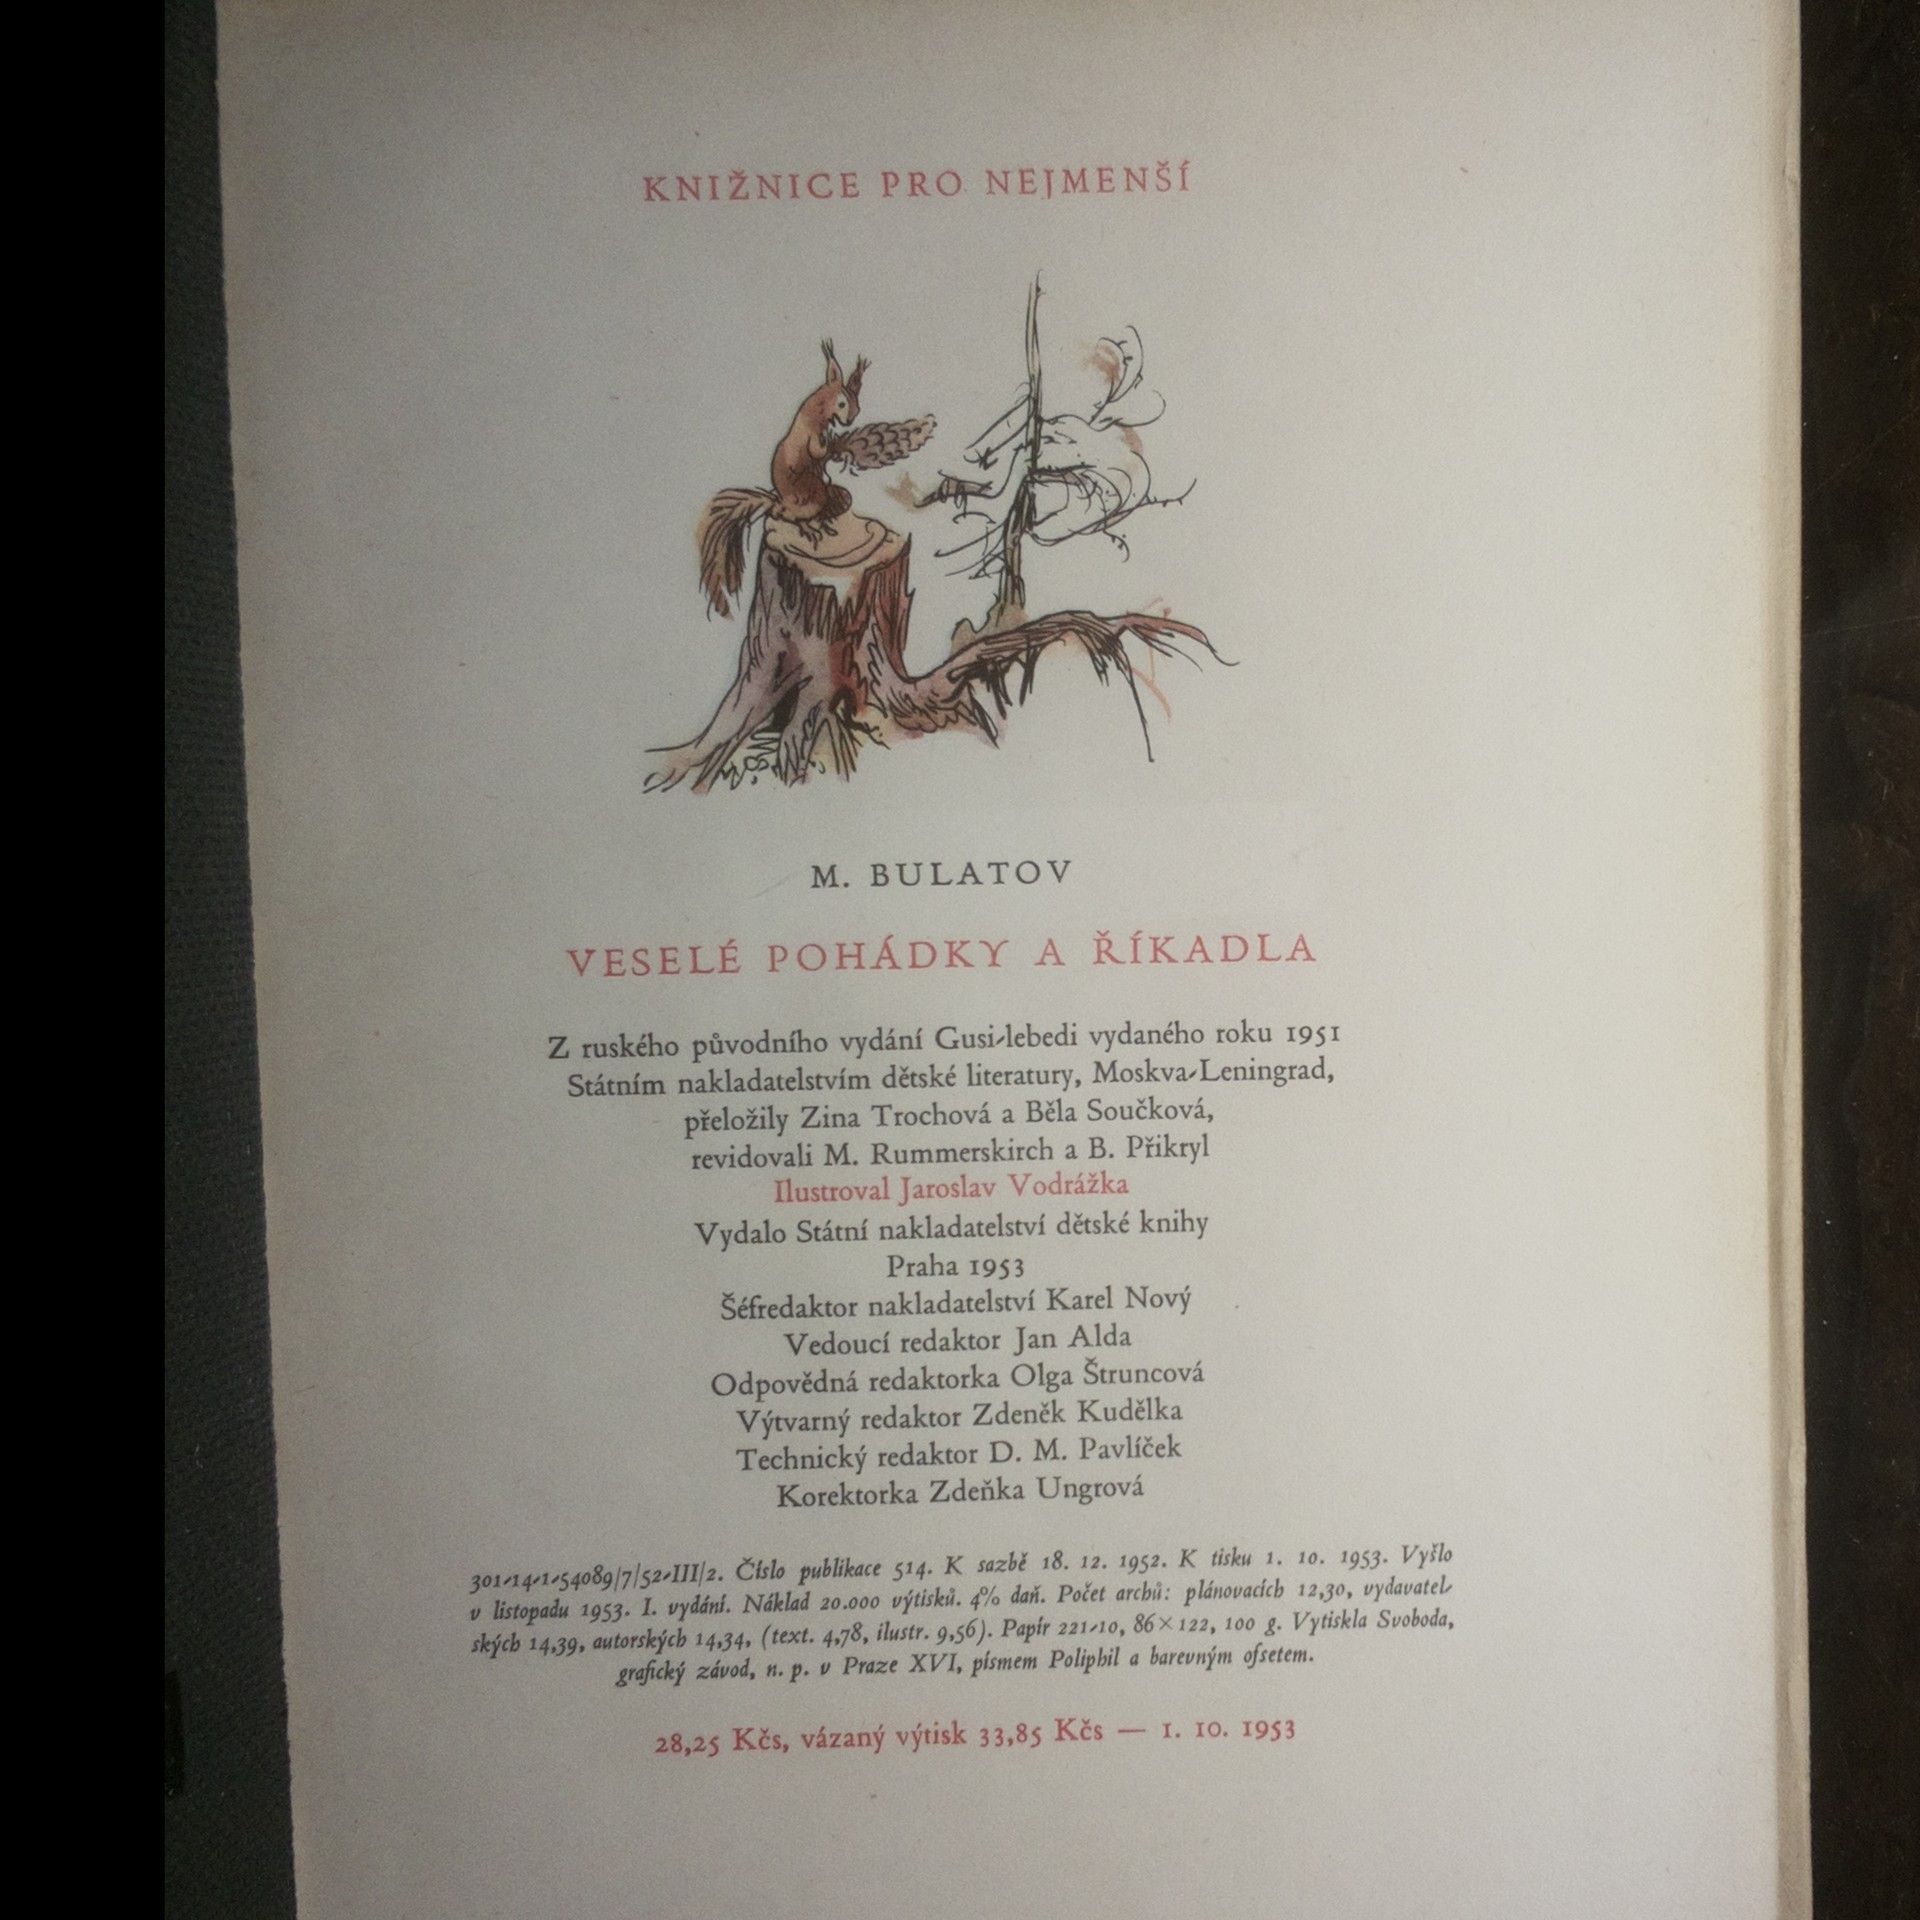 KNIŽNICE PRO NEJMENŠÍ
M. BULATOV
VESELÉ POHÁDKY A ŘÍKADLA
Z ruského původního vydání Gusi-lebedi vydaného roku 1951
Státním nakladatelstvím dětské literatury, Moskva-Leningrad,
přeložily Zina Trochová a Běla Součková,
revidovali M. Rummerskirch a B. Přikryl
Ilustroval Jaroslav Vodrážka
Vydalo Státní nakladatelství dětské knihy
Praha 1953
Šéfredaktor nakladatelství Karel Nový
Vedoucí redaktor Jan Alda
Odpovědná redaktorka Olga Štruncová
Výtvarný redaktor Zdeněk Kudělka
Technický redaktor D. M. Pavlíček
Korektorka Zdeňka Ungrová
301-14-1-54089/7/52-III/2. Číslo publikace 514. K sazbě 18. 12. 1952. K tisku 1. 10. 1953. Vyšlo
v listopadu 1953. I. vydání. Náklad 20.000 výtisků. 4% daň. Počet archů: plánovacích 12,30, vydavatel-
ských 14,39, autorských 14,34, (text. 4,78, ilustr. 9,56). Papír 221-10, 86×122, 100 g. Vytiskla Svoboda,
grafický závod, n. p. v Praze XVI, písmem Poliphil a barevným ofsetem.
28,25 Kčs, vázaný výtisk 33,85 Kčs — 1. 10. 1953